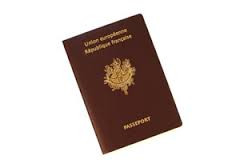 Union européenne
République française
PASSEPORT